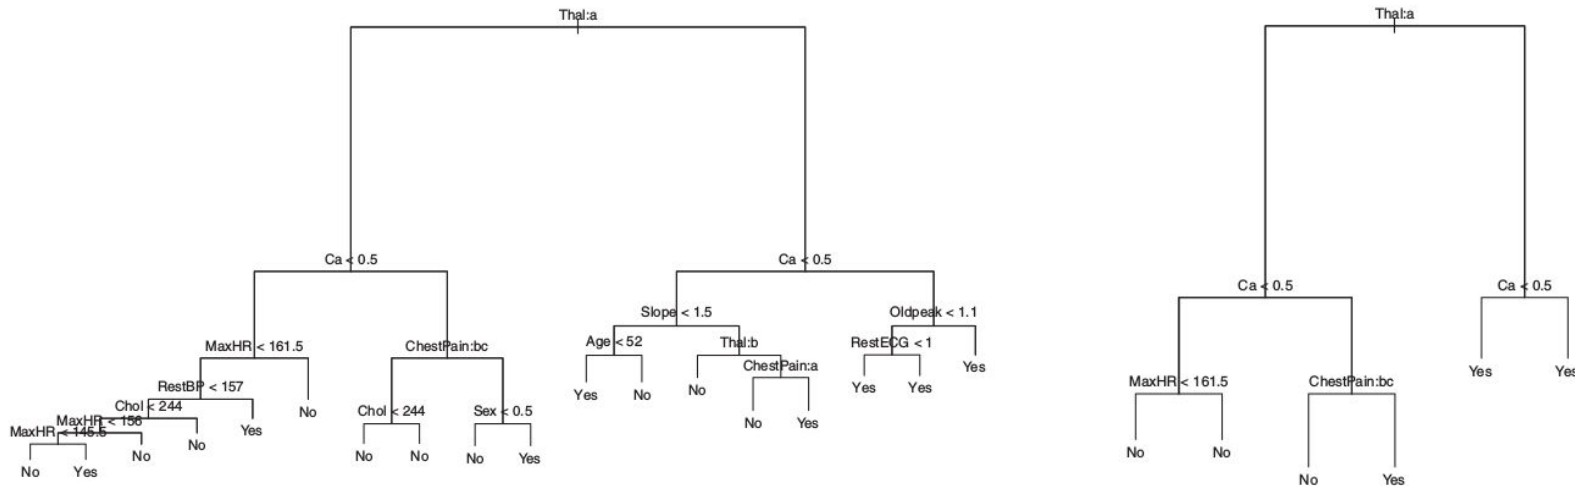 Thal:a
Ca < 0.5
Ca < 0.5
Slope < 1.5
Oldpeak < 1.1
MaxHR < 161.5
ChestPain:bc
Age < 52
Thal:b
RestECG < 1
ChestPain:a
Yes
RestBP < 157
Yes
No
No
Yes
Yes
Chol < 244
No
Chol < 244
Sex < 0.5
No
Yes
MaxHR < 156
Yes
MaxHR < 145.5
No
No
No
No
No
Yes
No
Yes
Thal:a
Ca < 0.5
Ca < 0.5
Yes
Yes
MaxHR < 161.5
ChestPain:bc
No
No
No
Yes